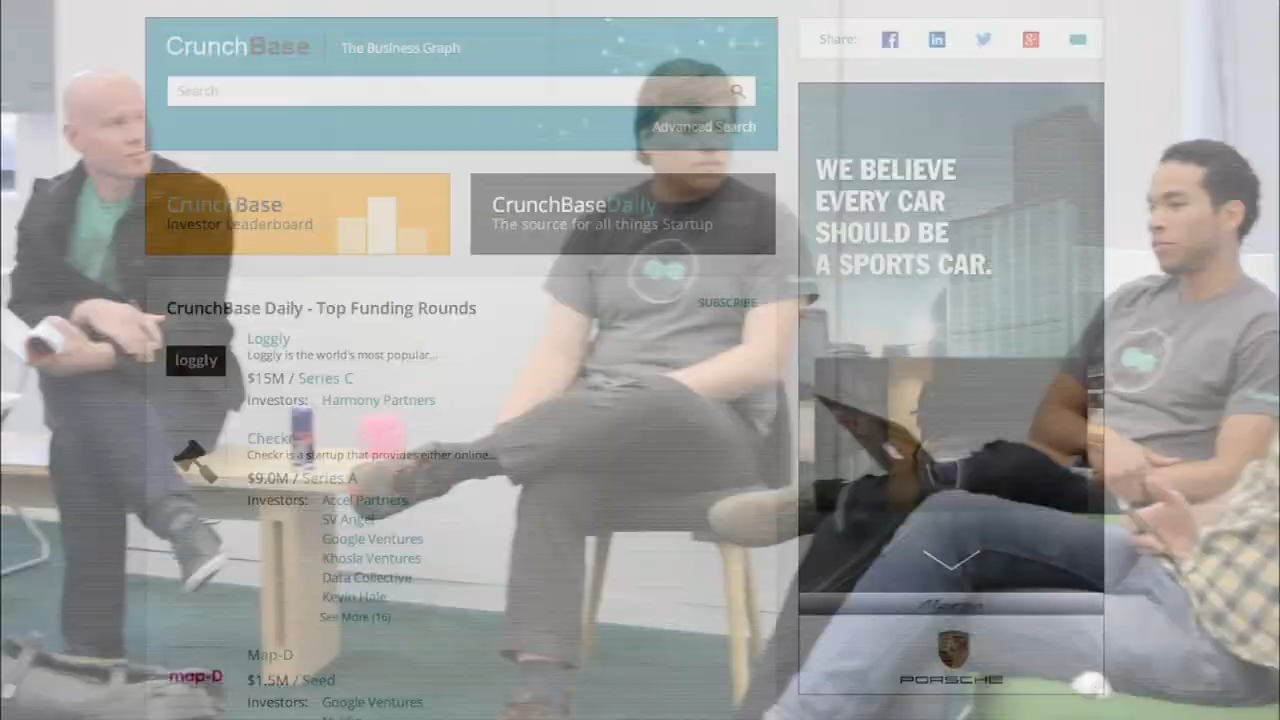 CrunchBase
The Business Graph
Search
Advanced Search
CrunchBase
Investor Leaderboard
CrunchBaseDaily
The source for all things Startup
CrunchBase Daily - Top Funding Rounds
SUBSCRIBE
loggly
Loggly
Loggly is the world's most popular...
$15M / Series C
Investors: Harmony Partners
Checkr
Checkr is a startup that provides either online...
$9.0M / Series A
Investors: Accel Partners
SV Angel
Google Ventures
Khosla Ventures
Data Collective
Kevin Hale
See More (16)
map-D
Map-D
$1.5M / Seed
Investors: Google Ventures
Share:
WE BELIEVE
EVERY CAR
SHOULD BE
A SPORTS CAR.
PORSCHE